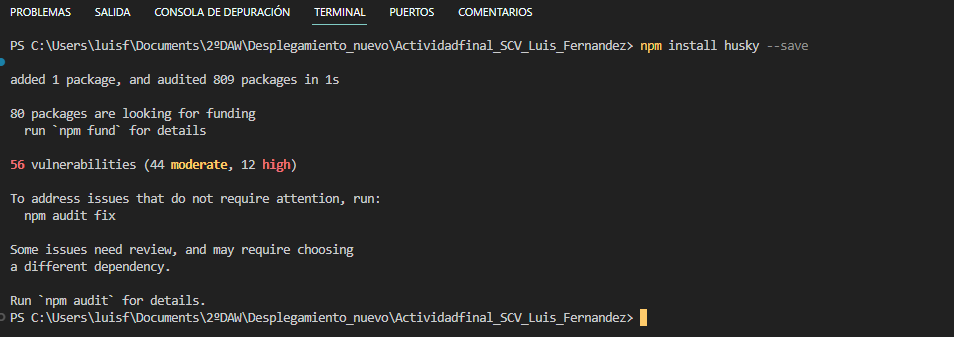 PROBLEMAS SALIDA CONSOLA DE DEPURACIÓN TERMINAL PUERTOS COMENTARIOS
PS C:\Users\luisf\Documents\2ºDAW\Desplegamiento_nuevo\Actividadfinal_SCV_Luis_Fernandez> npm install husky --save
added 1 package, and audited 809 packages in 1s
80 packages are looking for funding
run `npm fund` for details
56 vulnerabilities (44 moderate, 12 high)
To address issues that do not require attention, run:
npm audit fix
Some issues need review, and may require choosing
a different dependency.
Run `npm audit` for details.
PS C:\Users\luisf\Documents\2ºDAW\Desplegamiento_nuevo\Actividadfinal_SCV_Luis_Fernandez>